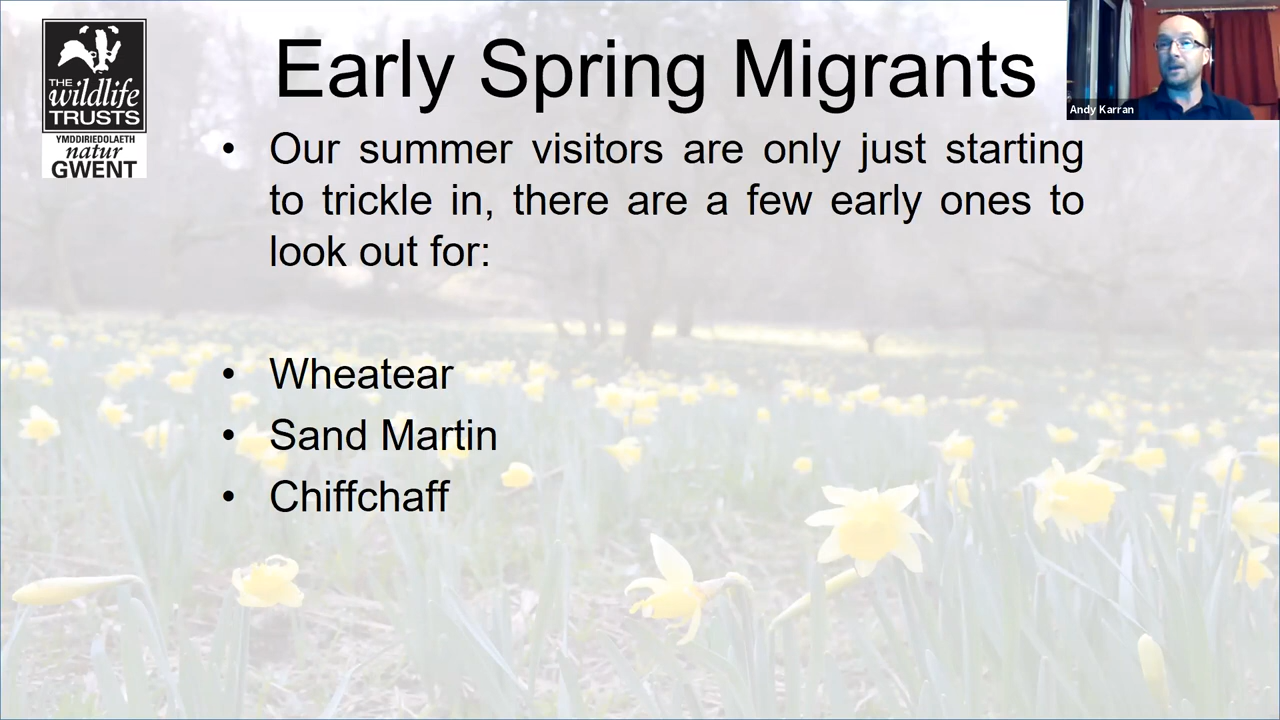 THE
wildlife
TRUSTS
YMDDIRIEDOLAETH
natur
GWENT
Early Spring Migrants
Andy Karran
• Our summer visitors are only just starting
to trickle in, there are a few early ones to
look out for:
• Wheatear
• Sand Martin
• Chiffchaff